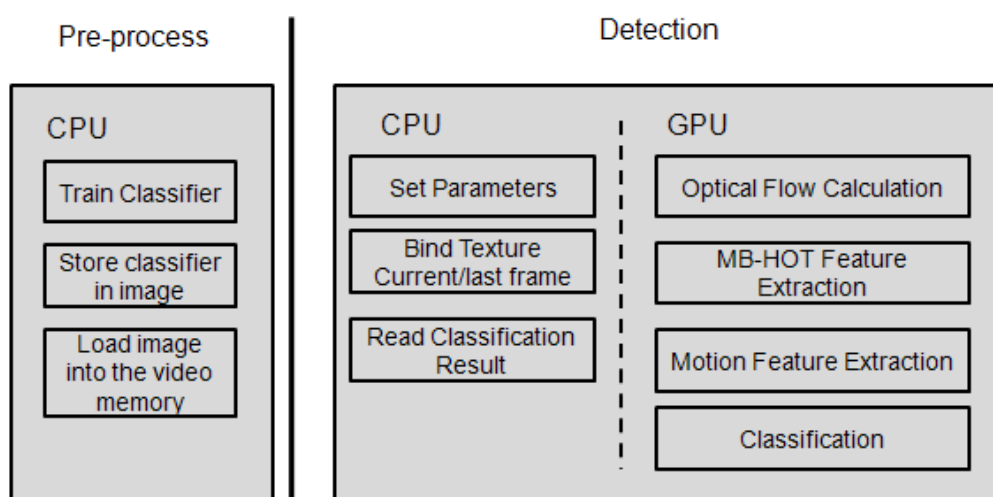 Pre-process
CPU
Train Classifier
Store classifier
in image
Load image
into the video
memory
Detection
CPU
Set Parameters
Bind Texture
Current/last frame
Read Classification
Result
GPU
Optical Flow Calculation
MB-HOT Feature
Extraction
Motion Feature Extraction
Classification